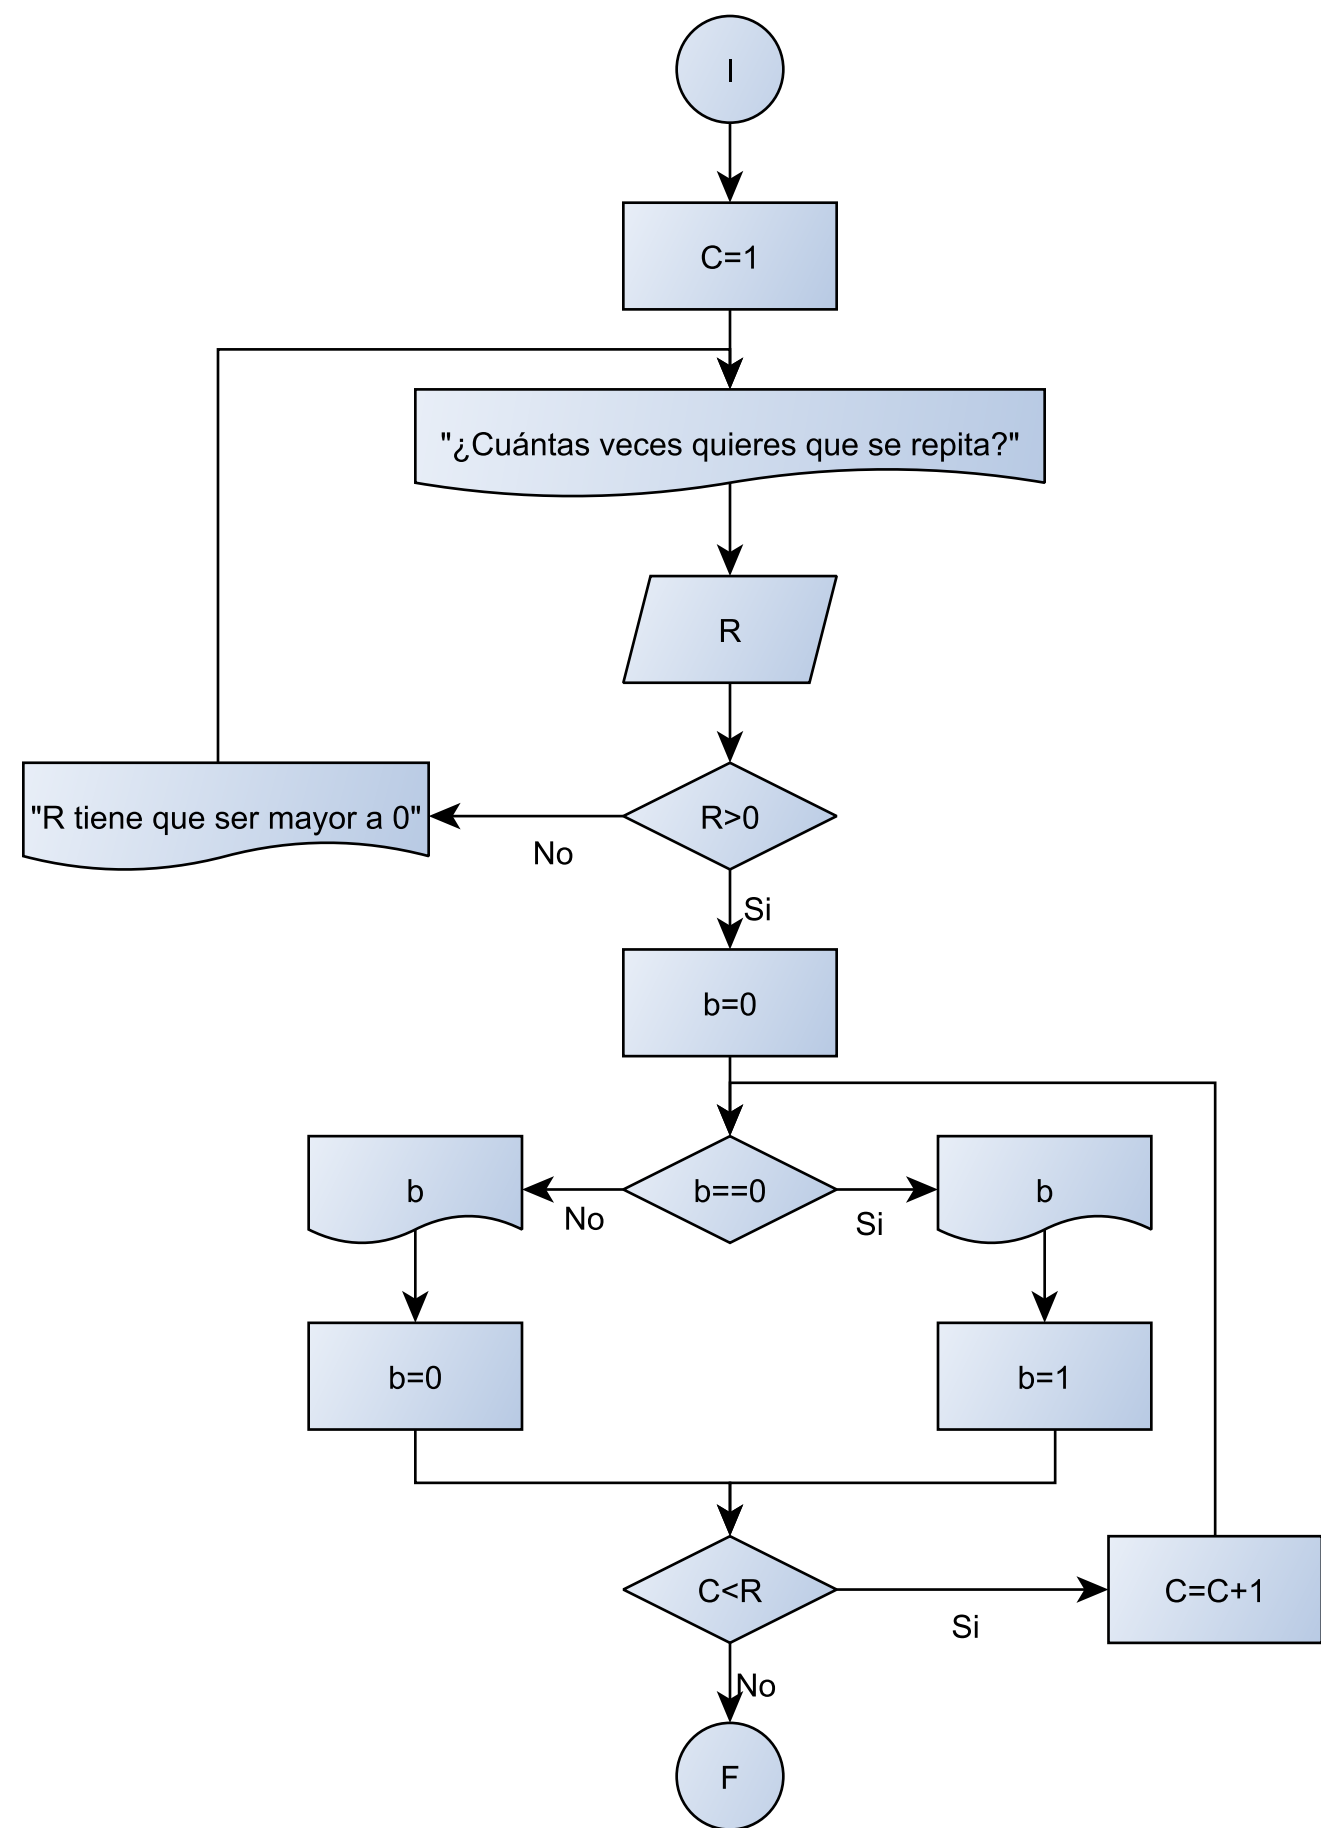 I
C=1
"¿Cuántas veces quieres que se repita?"
R
"R tiene que ser mayor a 0"
No
R>0
Si
b=0
b
No
b==0
Si
b
b=0
b=1
C<R
Si
C=C+1
No
F